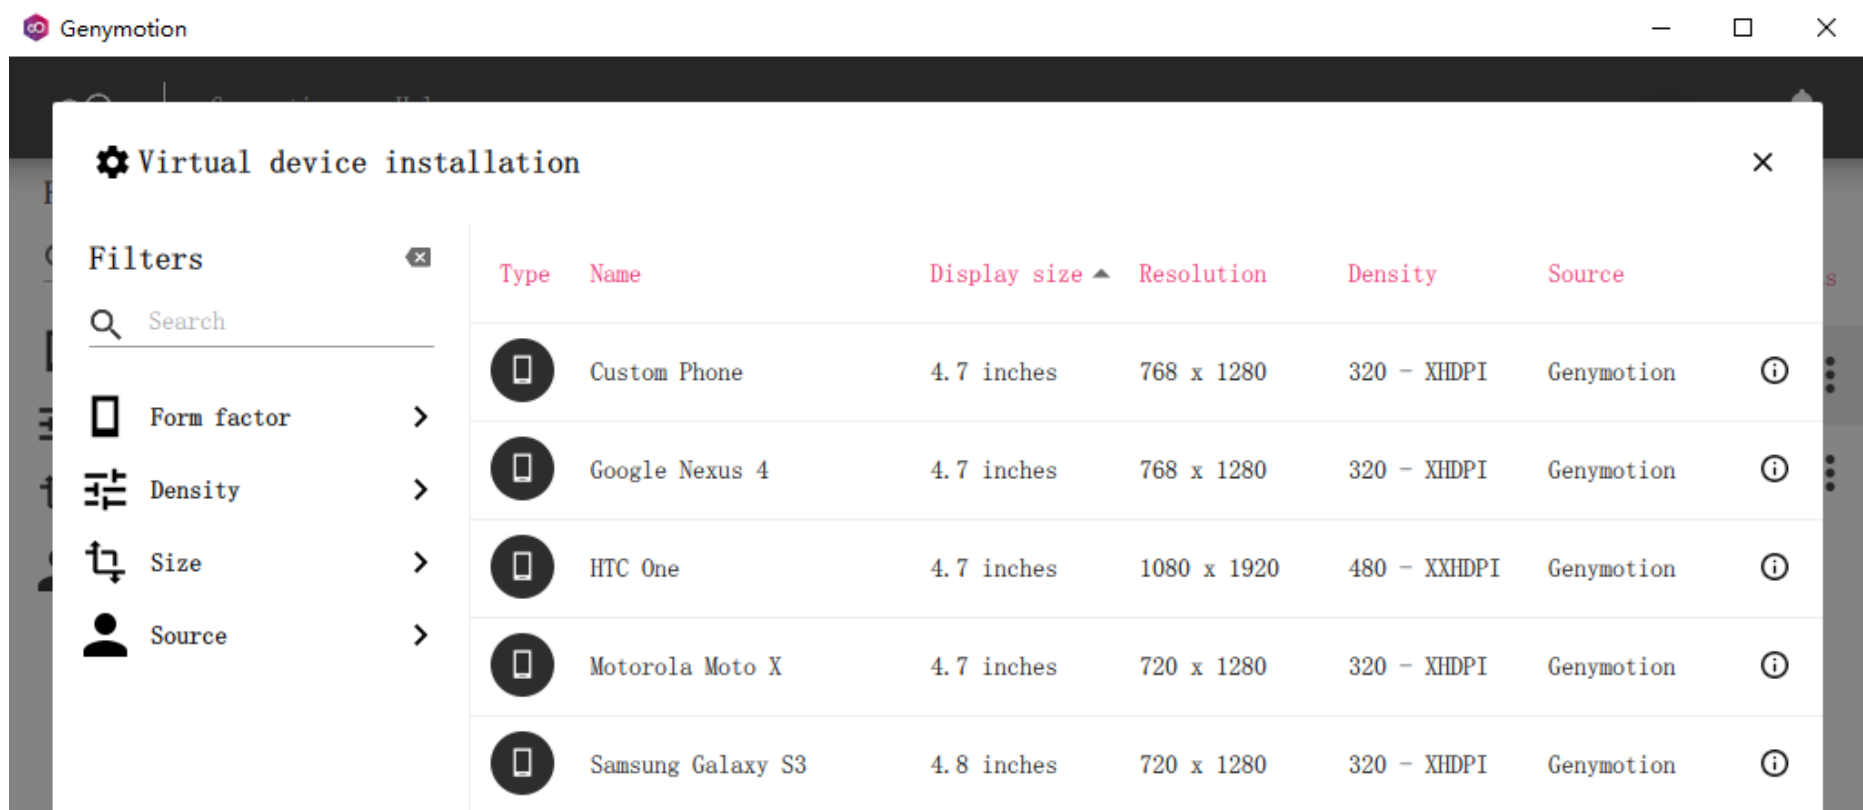 Genymotion
Virtual device installation
Filters
Search
Form factor
Density
Size
Source
Type Name Display size Resolution Density Source
Custom Phone 4.7 inches 768 x 1280 320 - XHDPI Genymotion
Google Nexus 4 4.7 inches 768 x 1280 320 - XHDPI Genymotion
HTC One 4.7 inches 1080 x 1920 480 - XXHDPI Genymotion
Motorola Moto X 4.7 inches 720 x 1280 320 - XHDPI Genymotion
Samsung Galaxy S3 4.8 inches 720 x 1280 320 - XHDPI Genymotion